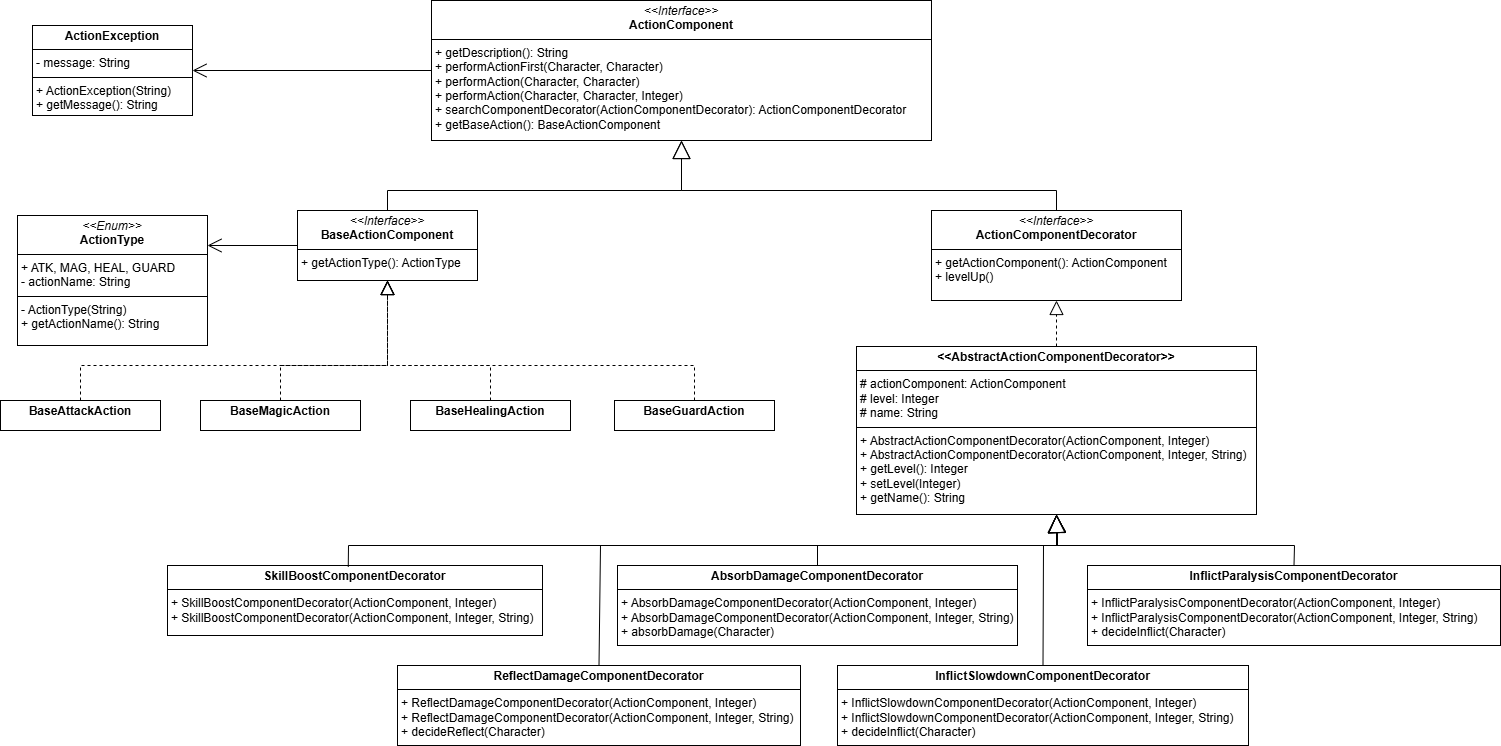 <<Interface>>
ActionComponent
+ getDescription(): String
+ performActionFirst(Character, Character)
+ performAction(Character, Character)
+ performAction(Character, Character, Integer)
+ searchComponentDecorator(ActionComponentDecorator): ActionComponentDecorator
+ getBaseAction(): BaseActionComponent
ActionException
- message: String
+ ActionException(String)
+ getMessage(): String
<<Enum>>
ActionType
+ ATK, MAG, HEAL, GUARD
- actionName: String
- ActionType(String)
+ getActionName(): String
<<Interface>>
BaseActionComponent
+ getActionType(): ActionType
<<Interface>>
ActionComponentDecorator
+ getActionComponent(): ActionComponent
+ levelUp()
BaseAttackAction
BaseMagicAction
BaseHealingAction
BaseGuardAction
<<AbstractActionComponentDecorator>>
# actionComponent: ActionComponent
# level: Integer
# name: String
+ AbstractActionComponentDecorator(ActionComponent, Integer)
+ AbstractActionComponentDecorator(ActionComponent, Integer, String)
+ getLevel(): Integer
+ setLevel(Integer)
+ getName(): String
SkillBoostComponentDecorator
+ SkillBoostComponentDecorator(ActionComponent, Integer)
+ SkillBoostComponentDecorator(ActionComponent, Integer, String)
AbsorbDamageComponentDecorator
+ AbsorbDamageComponentDecorator(ActionComponent, Integer)
+ AbsorbDamageComponentDecorator(ActionComponent, Integer, String)
+ absorbDamage(Character)
InflictParalysisComponentDecorator
+ InflictParalysisComponentDecorator(ActionComponent, Integer)
+ InflictParalysisComponentDecorator(ActionComponent, Integer, String)
+ decideInflict(Character)
ReflectDamageComponentDecorator
+ ReflectDamageComponentDecorator(ActionComponent, Integer)
+ ReflectDamageComponentDecorator(ActionComponent, Integer, String)
+ decideReflect(Character)
InflictSlowdownComponentDecorator
+ InflictSlowdownComponentDecorator(ActionComponent, Integer)
+ InflictSlowdownComponentDecorator(ActionComponent, Integer, String)
+ decideInflict(Character)